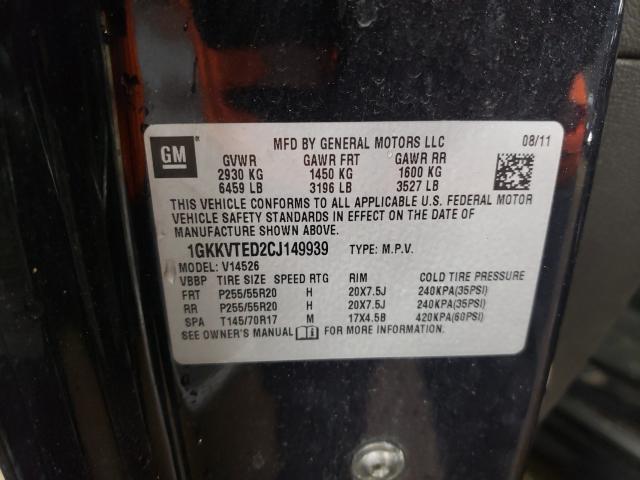 GM
MFD BY GENERAL MOTORS LLC 08/11
GVWR GAWR FRT GAWR RR
2930 KG 1450 KG 1600 KG
6459 LB 3196 LB 3527 LB
THIS VEHICLE CONFORMS TO ALL APPLICABLE U.S. FEDERAL MOTOR
VEHICLE SAFETY STANDARDS IN EFFECT ON THE DATE OF
MANUFACTURE SHOWN ABOVE.
1GKKVTED2CJ149939 TYPE: M.P.V.
MODEL: V14526
VBBP TIRE SIZE SPEED RTG RIM COLD TIRE PRESSURE
FRT P255/55R20 H 20X7.5J 240KPA(35PSI)
RR P255/55R20 H 20X7.5J 240KPA(35PSI)
SPA T145/70R17 M 17X4.5B 420KPA(60PSI)
SEE OWNER'S MANUAL FOR MORE INFORMATION.